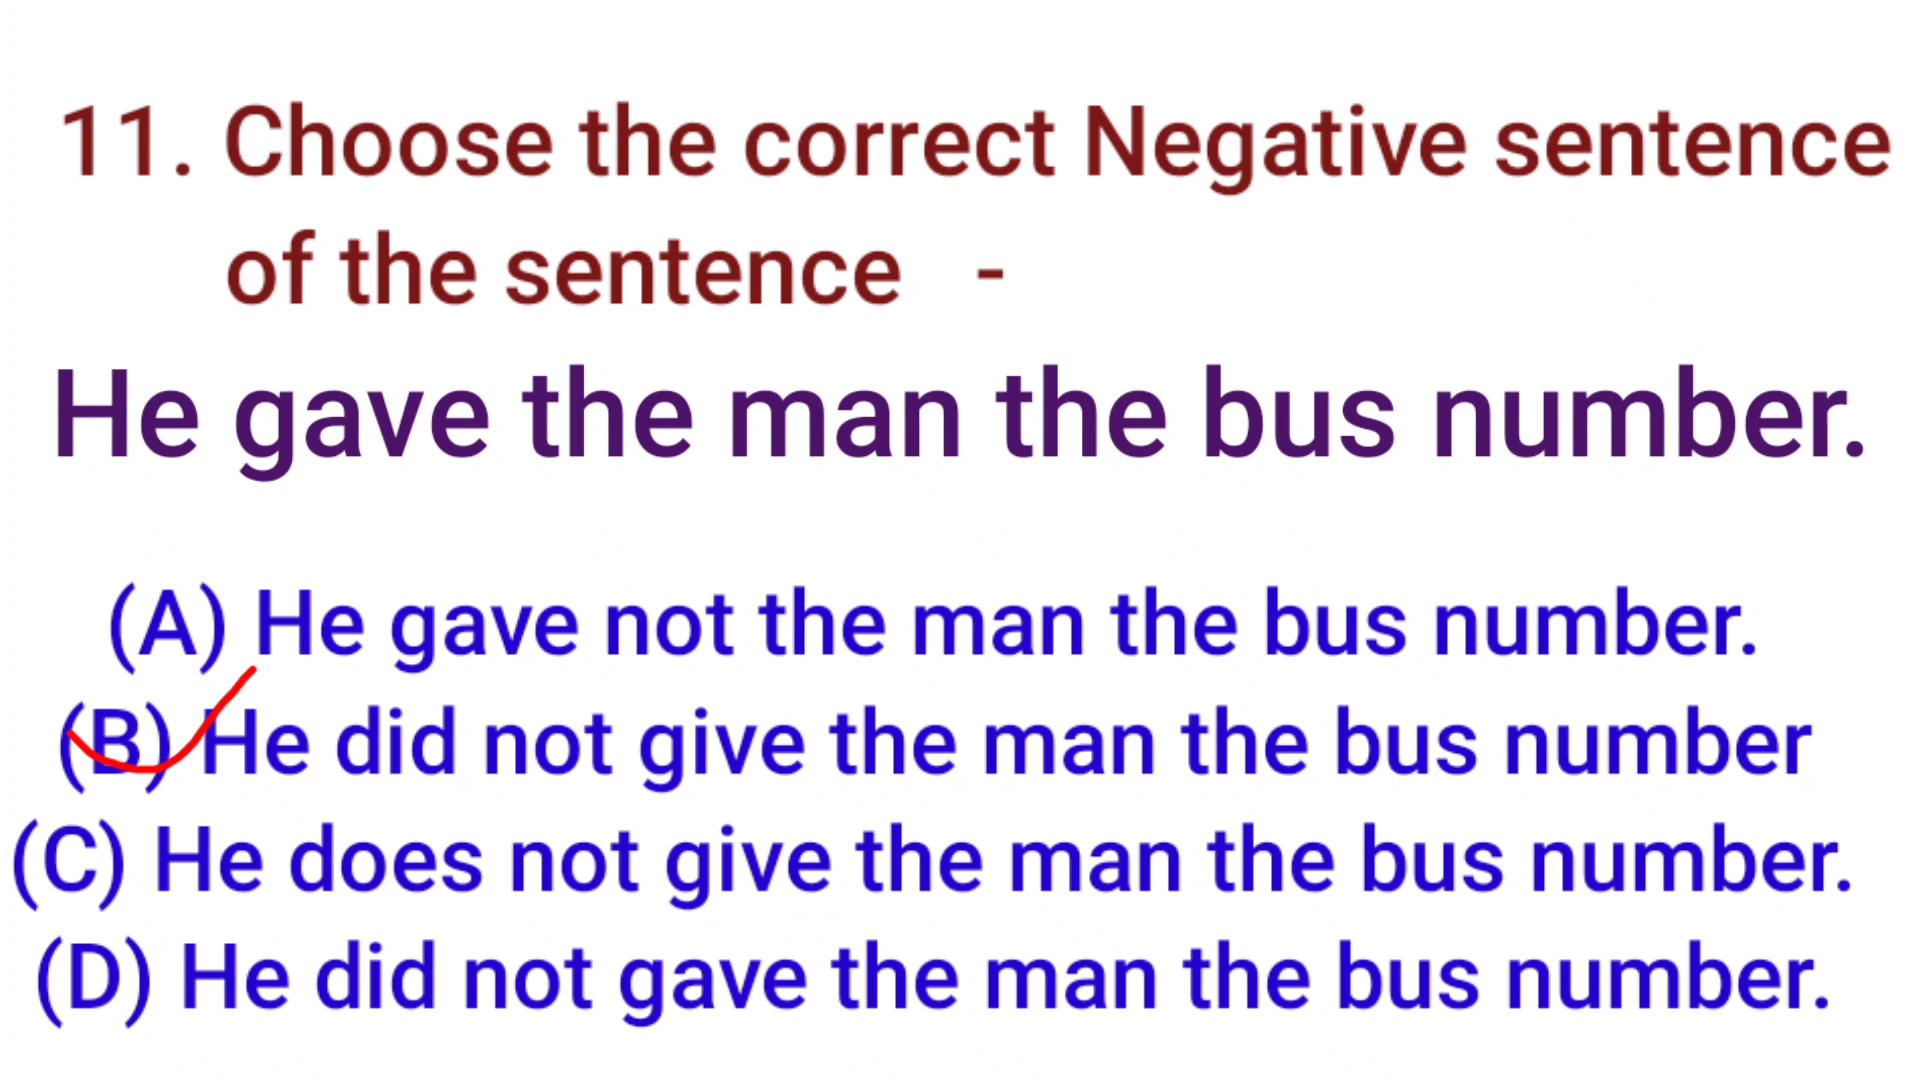 11. Choose the correct Negative sentence
of the sentence -
He gave the man the bus number.
(A) He gave not the man the bus number.
(B) He did not give the man the bus number
(C) He does not give the man the bus number.
(D) He did not gave the man the bus number.